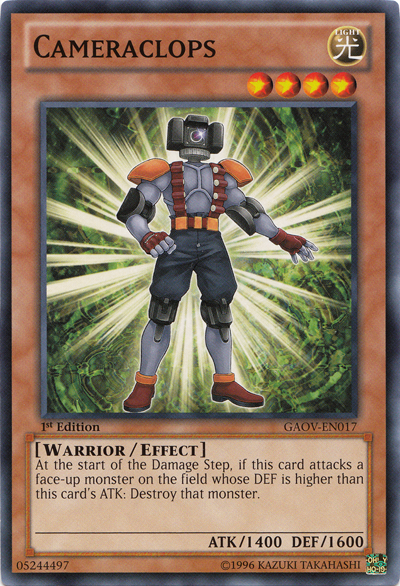 CAMERACLOPS
LIGHT
光
1st Edition
GAOV-EN017
[WARRIOR / EFFECT]
At the start of the Damage Step, if this card attacks a
face-up monster on the field whose DEF is higher than
this card's ATK: Destroy that monster.
ATK/1400 DEF/1600
05244497
©1996 KAZUKI TAKAHASHI